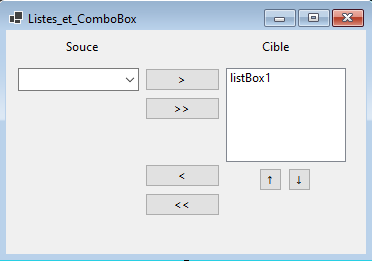 Listes_et_ComboBox
Souce
Cible
>
listBox1
>>
<
↑
↓
<<